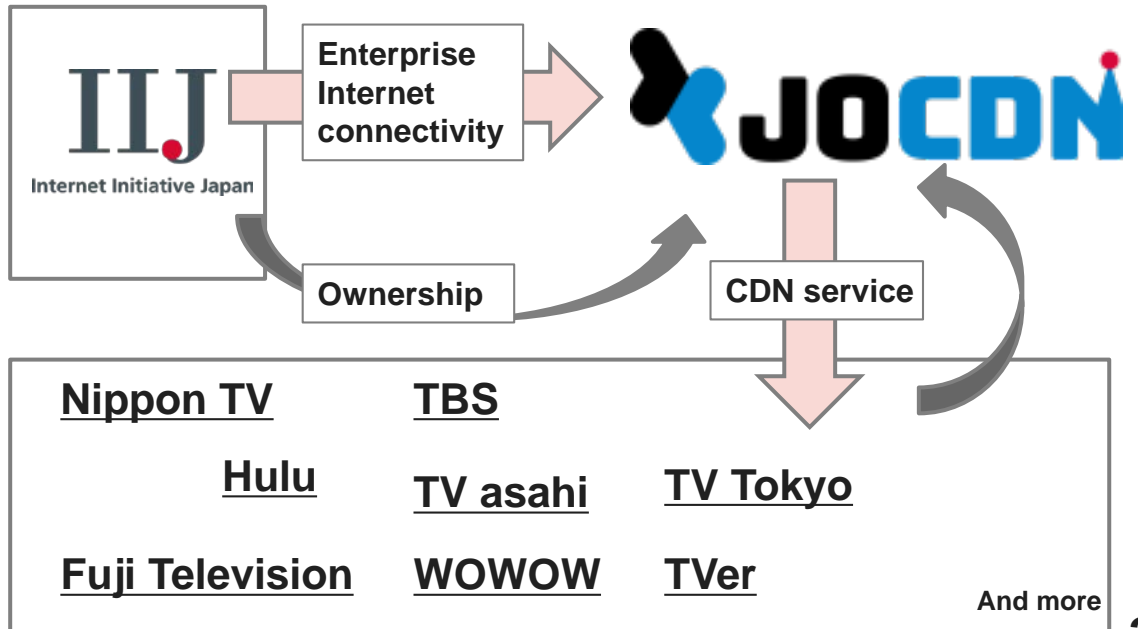 IIJ
Internet Initiative Japan
Enterprise
Internet
connectivity
JOCDN
Ownership
CDN service
Nippon TV
TBS
Hulu
TV asahi
TV Tokyo
Fuji Television
WOWOW
TVer
And more